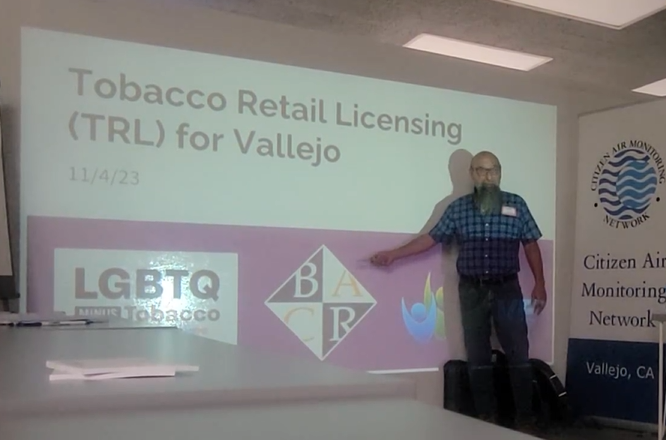 Tobacco Retail Licensing
(TRL) for Vallejo
11/4/23
LGBTQ
MINUS Tobacco
B A
C R
CITIZEN AIR MONITORING
NETWORK
Citizen Air
Monitoring
Network
Vallejo, CA